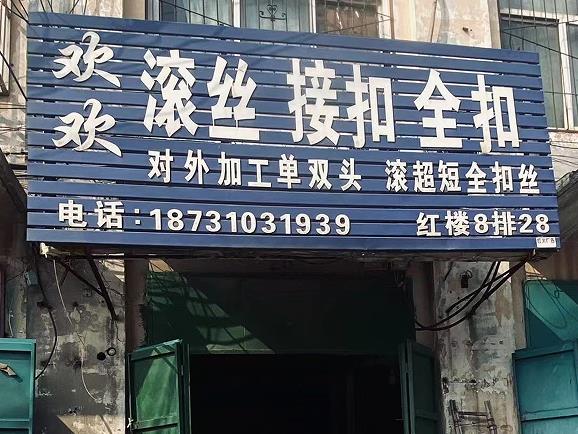 欢欢 滚丝 接扣 全扣
对外加工单双头 滚超短全扣丝
电话:18731031939 红楼8排28